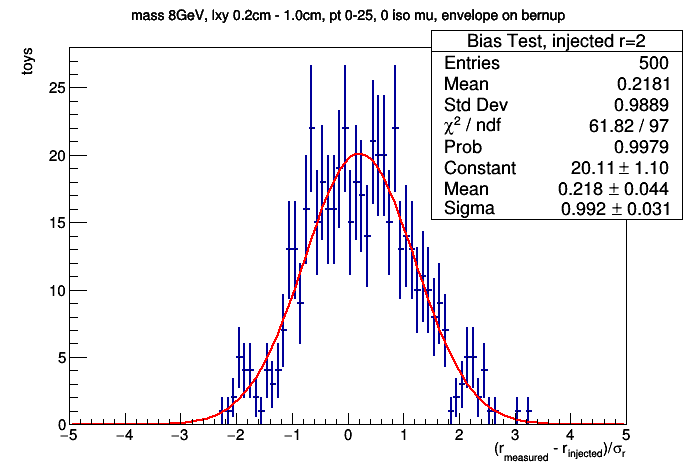 mass 8GeV, lxy 0.2cm - 1.0cm, pt 0-25, 0 iso mu, envelope on bernup
toys
Bias Test, injected r=2
Entries 500
Mean 0.2181
Std Dev 0.9889
χ² / ndf 61.82 / 97
Prob 0.9979
Constant 20.11 ± 1.10
Mean 0.218 ± 0.044
Sigma 0.992 ± 0.031
25
20
15
10
5
0
−5 −4 −3 −2 −1 0 1 2 3 4 5
(r_measured - r_injected)/σ_r